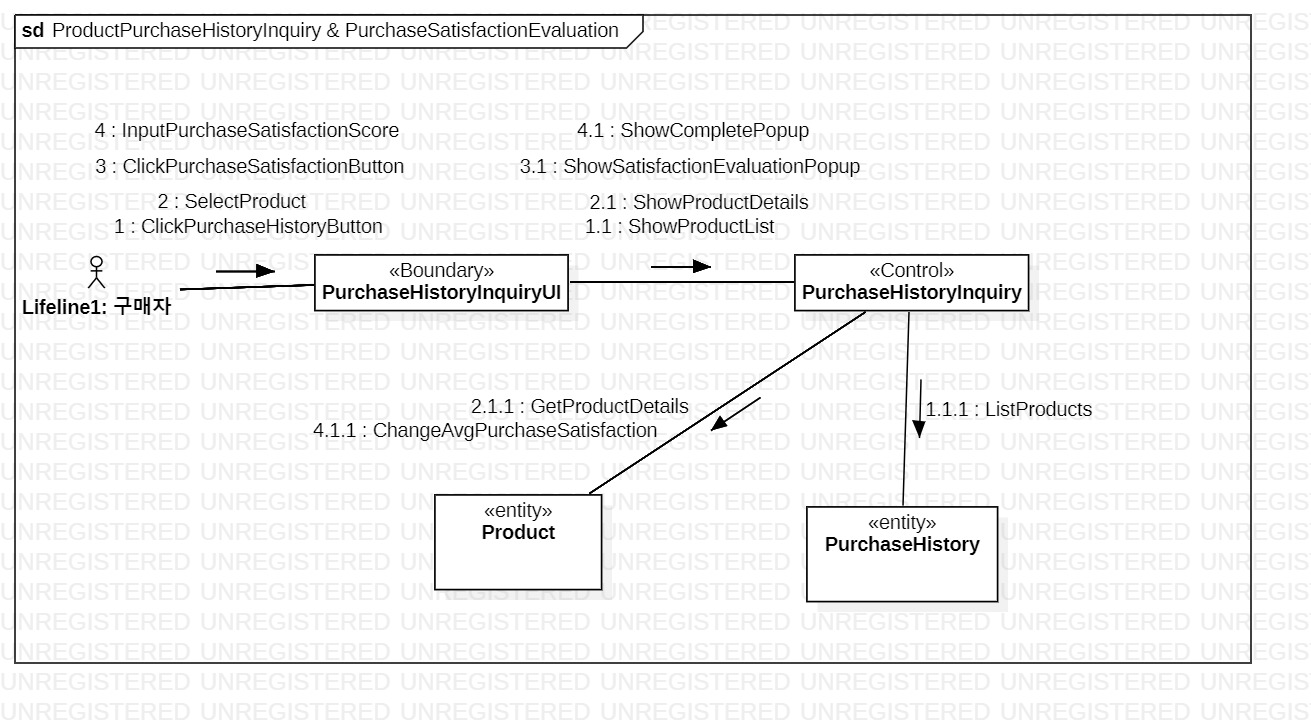 sd ProductPurchaseHistoryInquiry & PurchaseSatisfactionEvaluation
4 : InputPurchaseSatisfactionScore
4.1 : ShowCompletePopup
3 : ClickPurchaseSatisfactionButton
3.1 : ShowSatisfactionEvaluationPopup
2 : SelectProduct
2.1 : ShowProductDetails
1 : ClickPurchaseHistoryButton
1.1 : ShowProductList
Lifeline1: 구매자
«Boundary»
PurchaseHistoryInquiryUI
«Control»
PurchaseHistoryInquiry
2.1.1 : GetProductDetails
4.1.1 : ChangeAvgPurchaseSatisfaction
1.1.1 : ListProducts
«entity»
Product
«entity»
PurchaseHistory
UNREGISTERED